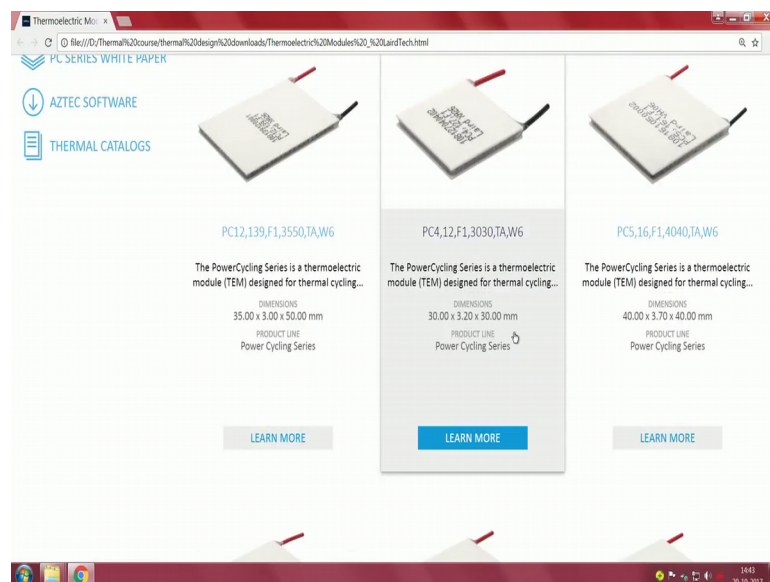 Thermoelectric Mod ×
file:///D:/Thermal%20course/thermal%20design%20downloads/Thermoelectric%20Modules%20_%20LairdTech.html
PC SERIES WHITE PAPER
AZTEC SOFTWARE
THERMAL CATALOGS
PC12,139,F1,3550,TA,W6
The PowerCycling Series is a thermoelectric
module (TEM) designed for thermal cycling...
DIMENSIONS
35.00 x 3.00 x 50.00 mm
PRODUCT LINE
Power Cycling Series
LEARN MORE
PC4,12,F1,3030,TA,W6
The PowerCycling Series is a thermoelectric
module (TEM) designed for thermal cycling...
DIMENSIONS
30.00 x 3.20 x 30.00 mm
PRODUCT LINE
Power Cycling Series
LEARN MORE
PC5,16,F1,4040,TA,W6
The PowerCycling Series is a thermoelectric
module (TEM) designed for thermal cycling...
DIMENSIONS
40.00 x 3.70 x 40.00 mm
PRODUCT LINE
Power Cycling Series
LEARN MORE
14:43
20-10-2017